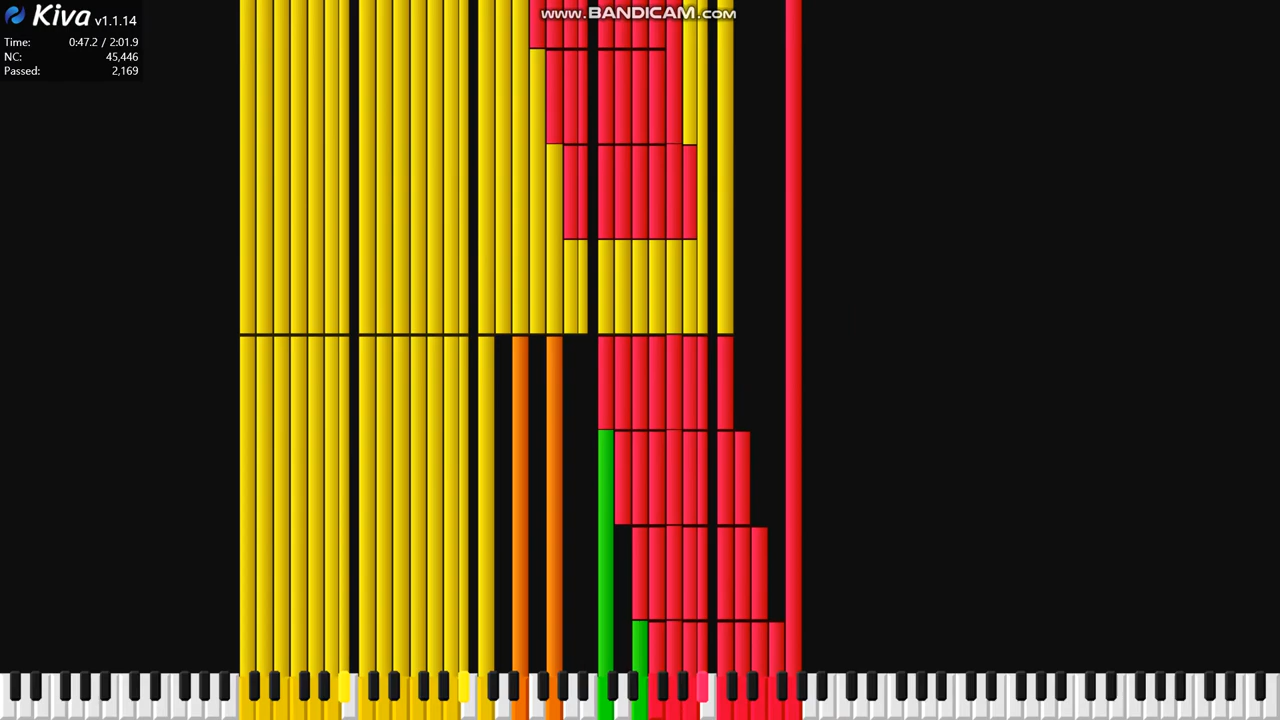 Kiva v1.1.14
www.BANDICAM.com
Time: 0:47.2 / 2:01.9
NC: 45,446
Passed: 2,169